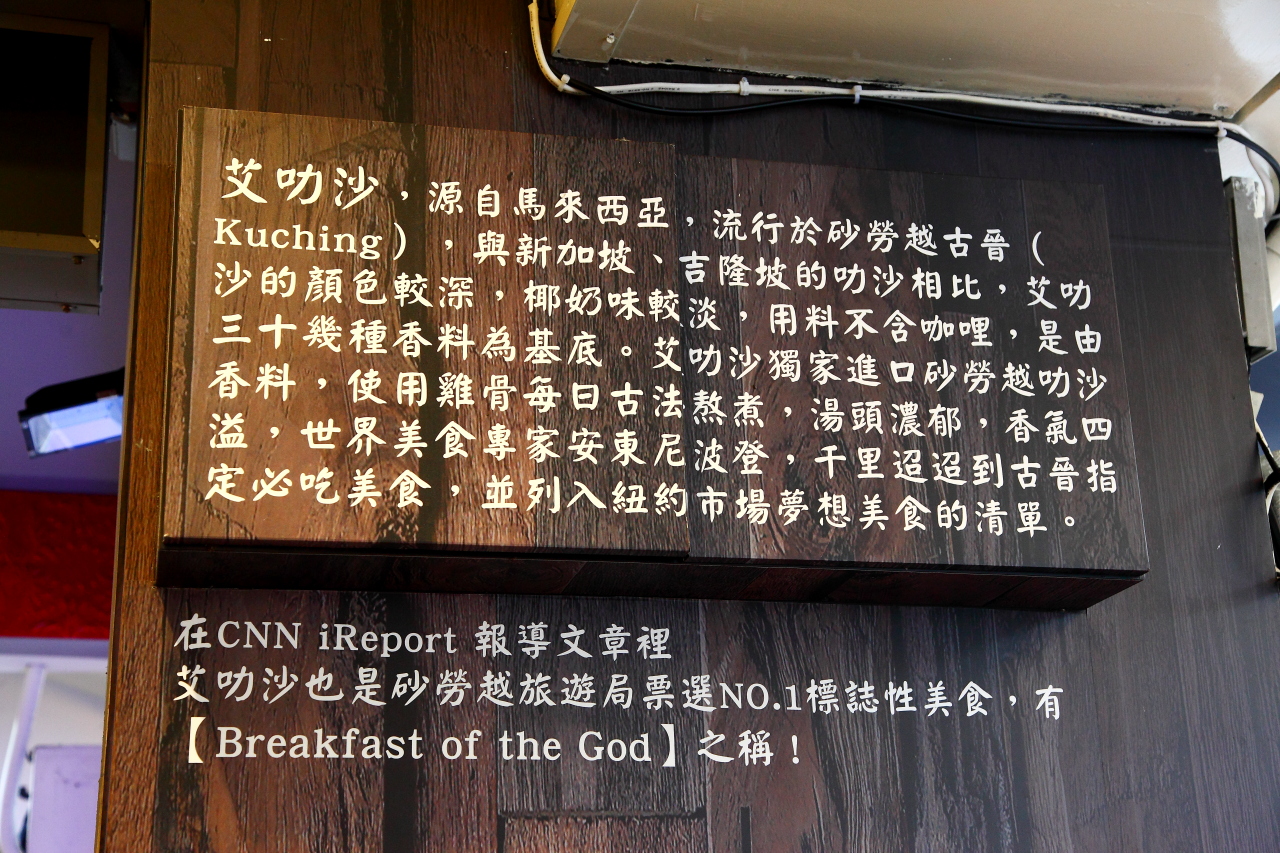 艾叻沙，源自馬來西亞，流行於砂勞越古晉（
Kuching），與新加坡、吉隆坡的叻沙相比，艾叻
沙的顏色較深，椰奶味較淡，用料不含咖哩，是由
三十幾種香料為基底。艾叻沙獨家進口砂勞越叻沙
香料，使用雞骨每日古法熬煮，湯頭濃郁，香氣四
溢，世界美食專家安東尼波登，千里迢迢到古晉指
定必吃美食，並列入紐約市場夢想美食的清單。
在CNN iReport 報導文章裡
艾叻沙也是砂勞越旅遊局票選NO.1標誌性美食，有
【Breakfast of the God】之稱！